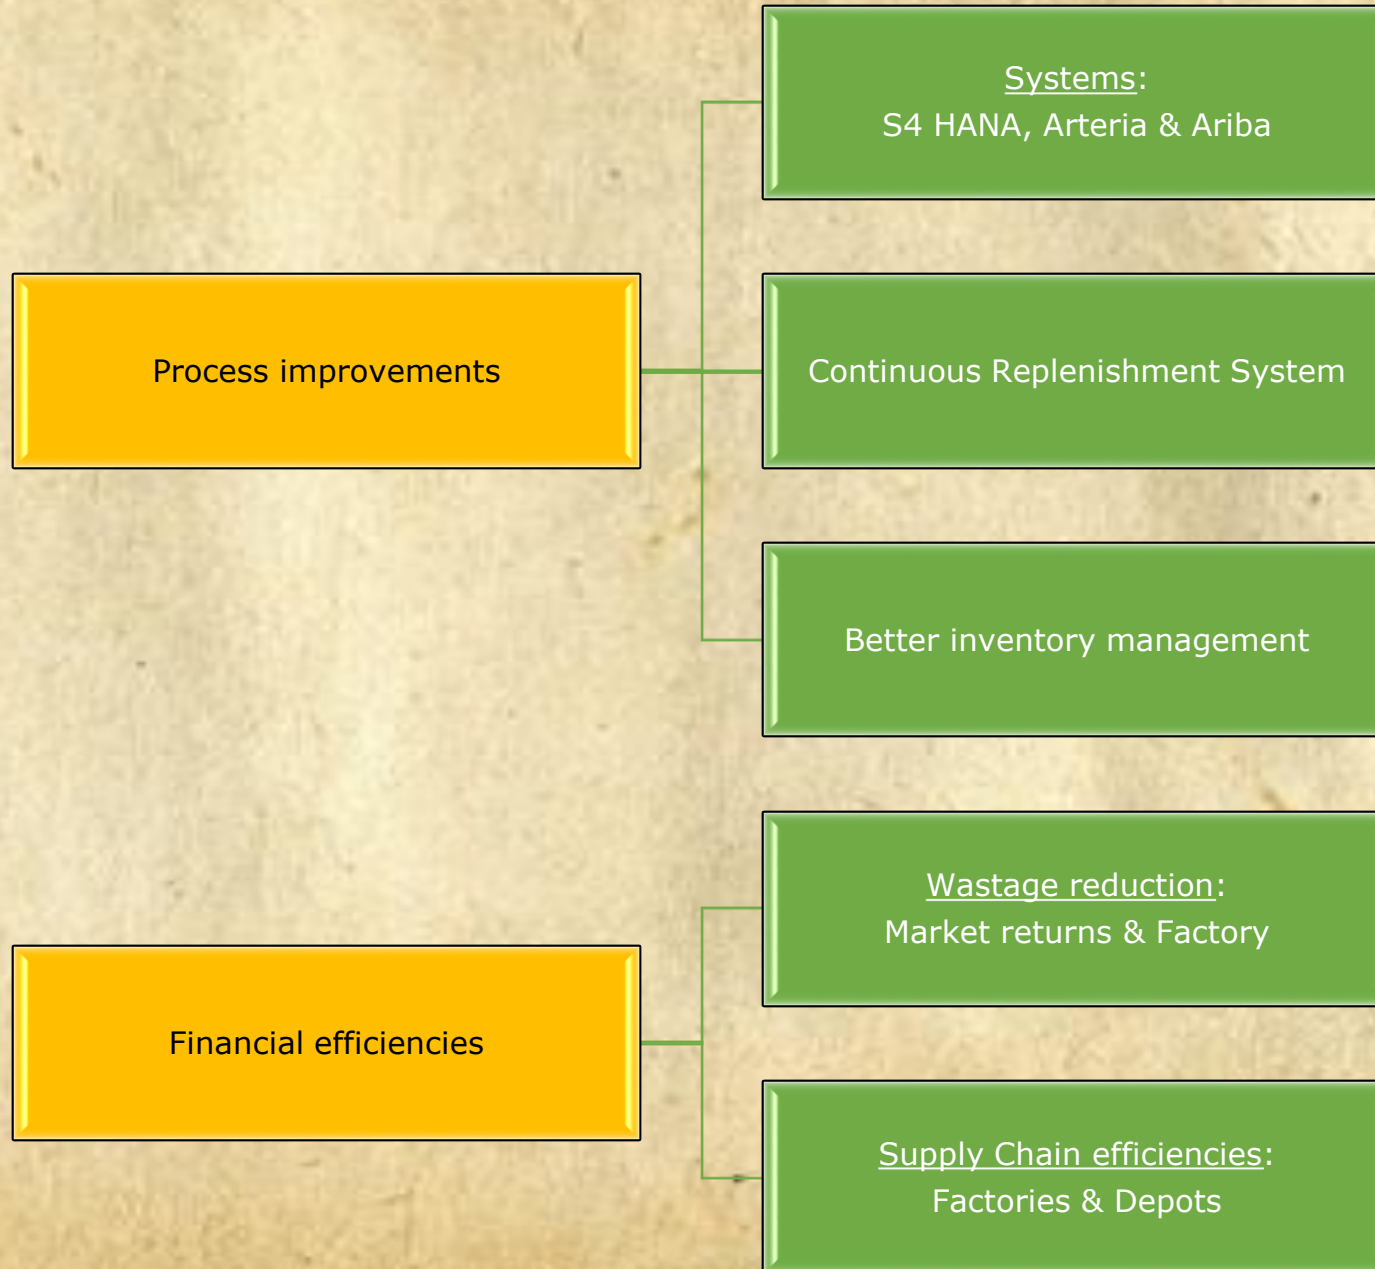 Process improvements
Systems:
S4 HANA, Arteria & Ariba
Continuous Replenishment System
Better inventory management
Financial efficiencies
Wastage reduction:
Market returns & Factory
Supply Chain efficiencies:
Factories & Depots